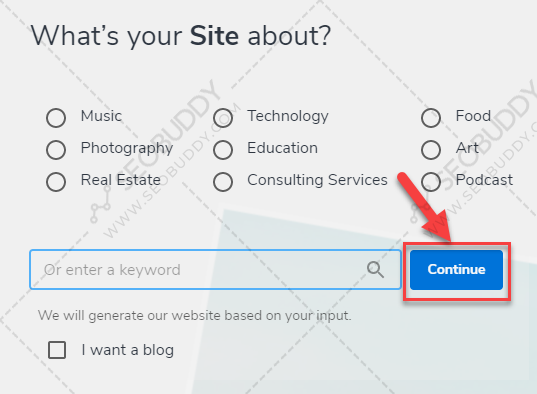 What's your Site about?
Music Technology Food
Photography Education Art
Real Estate Consulting Services Podcast
Or enter a keyword Continue
We will generate our website based on your input.
I want a blog
SEOBUDDY
WWW.SEOBUDDY.COM
SEOBUDDY
WWW.SEOBUDDY.COM